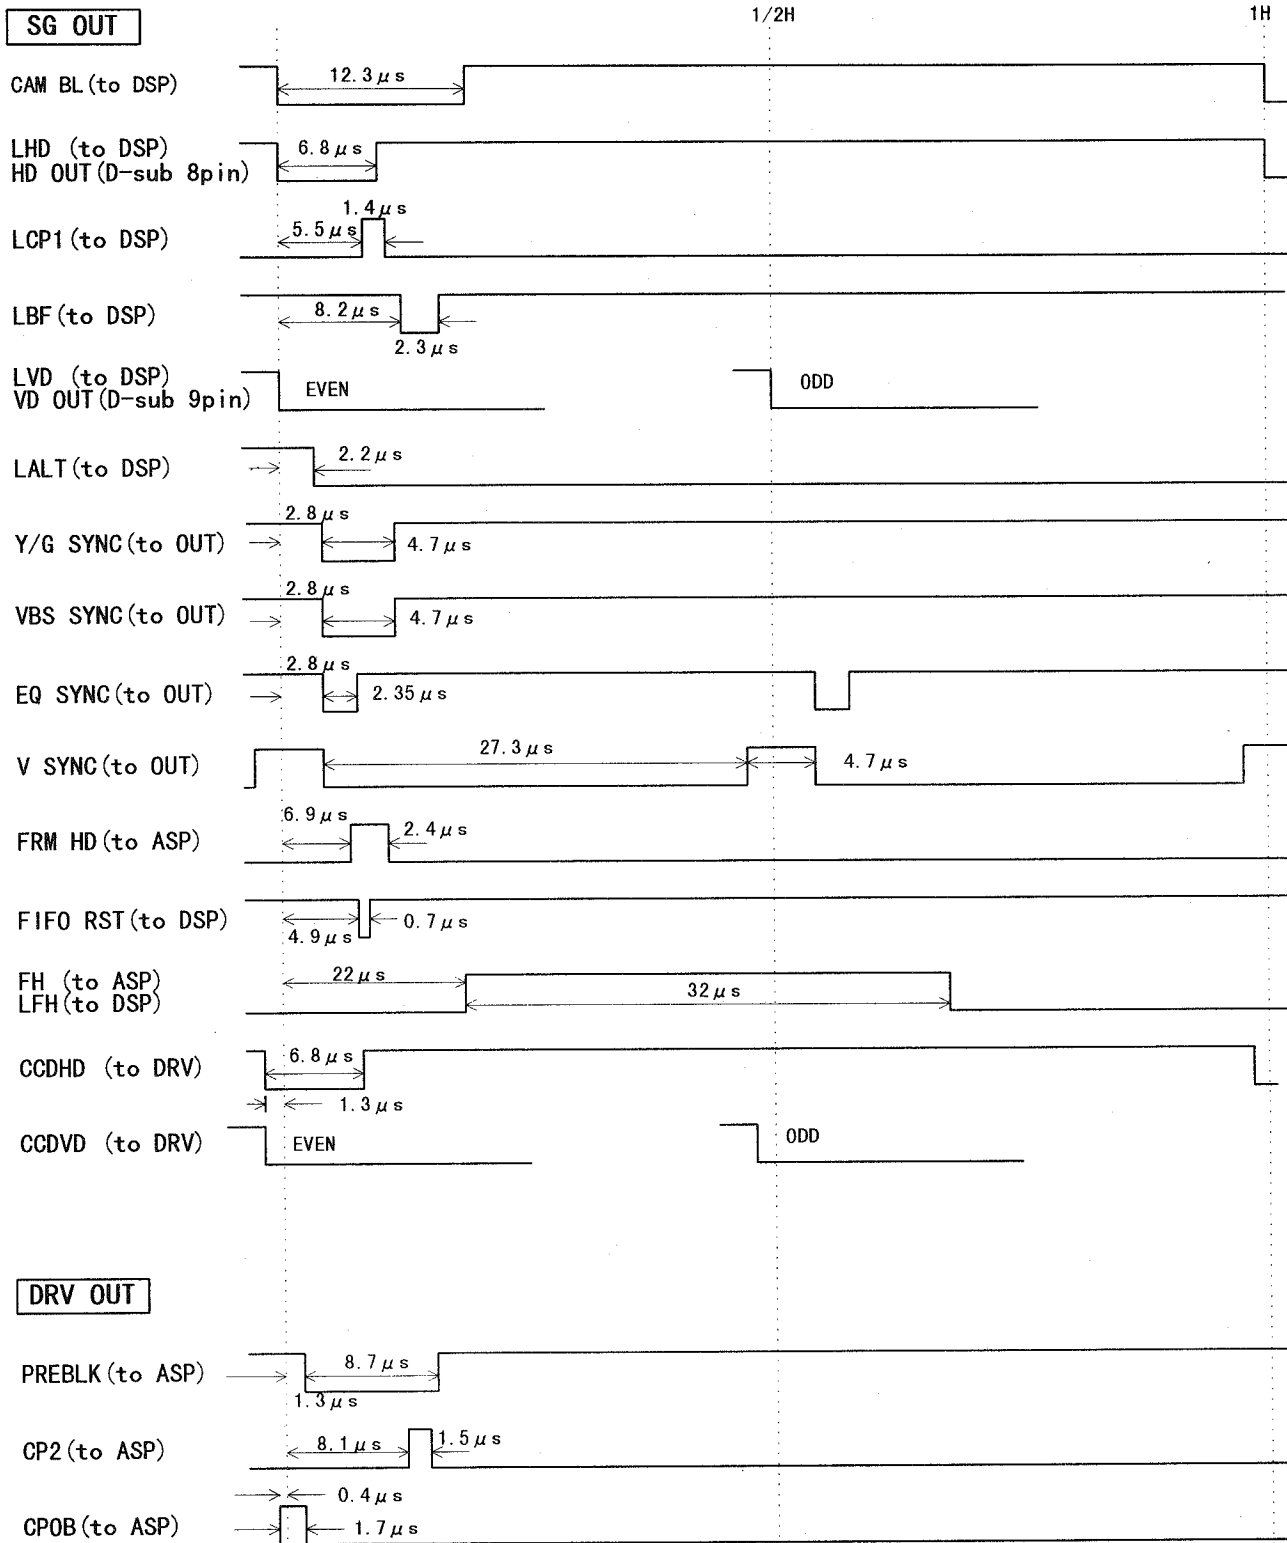 SG OUT
1/2H
1H
CAM BL(to DSP)
12.3μs
LHD (to DSP)
HD OUT(D-sub 8pin)
6.8μs
LCP1(to DSP)
1.4μs
5.5μs
LBF(to DSP)
8.2μs
2.3μs
LVD (to DSP)
VD OUT(D-sub 9pin)
EVEN
ODD
LALT(to DSP)
2.2μs
Y/G SYNC(to OUT)
2.8μs
4.7μs
VBS SYNC(to OUT)
2.8μs
4.7μs
EQ SYNC(to OUT)
2.8μs
2.35μs
V SYNC(to OUT)
27.3μs
4.7μs
FRM HD(to ASP)
6.9μs
2.4μs
FIFO RST(to DSP)
4.9μs
0.7μs
FH (to ASP)
LFH(to DSP)
22μs
32μs
CCDHD (to DRV)
6.8μs
1.3μs
CCDVD (to DRV)
EVEN
ODD
DRV OUT
PREBLK(to ASP)
8.7μs
1.3μs
CP2(to ASP)
8.1μs
1.5μs
0.4μs
CPOB(to ASP)
1.7μs